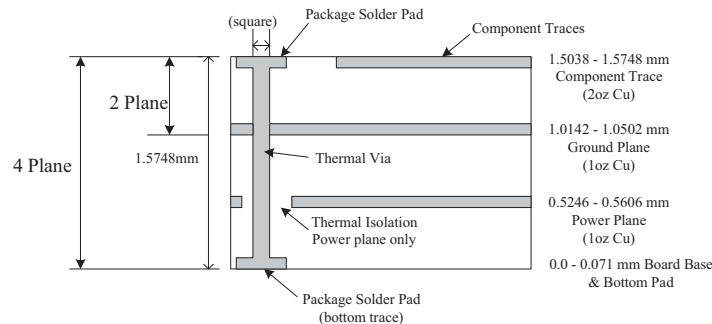 (square)
Package Solder Pad
Component Traces
1.5038 - 1.5748 mm
Component Trace
(2oz Cu)
2 Plane
1.0142 - 1.0502 mm
Ground Plane
(1oz Cu)
4 Plane
1.5748mm
Thermal Via
0.5246 - 0.5606 mm
Power Plane
(1oz Cu)
Thermal Isolation
Power plane only
0.0 - 0.071 mm Board Base
& Bottom Pad
Package Solder Pad
(bottom trace)